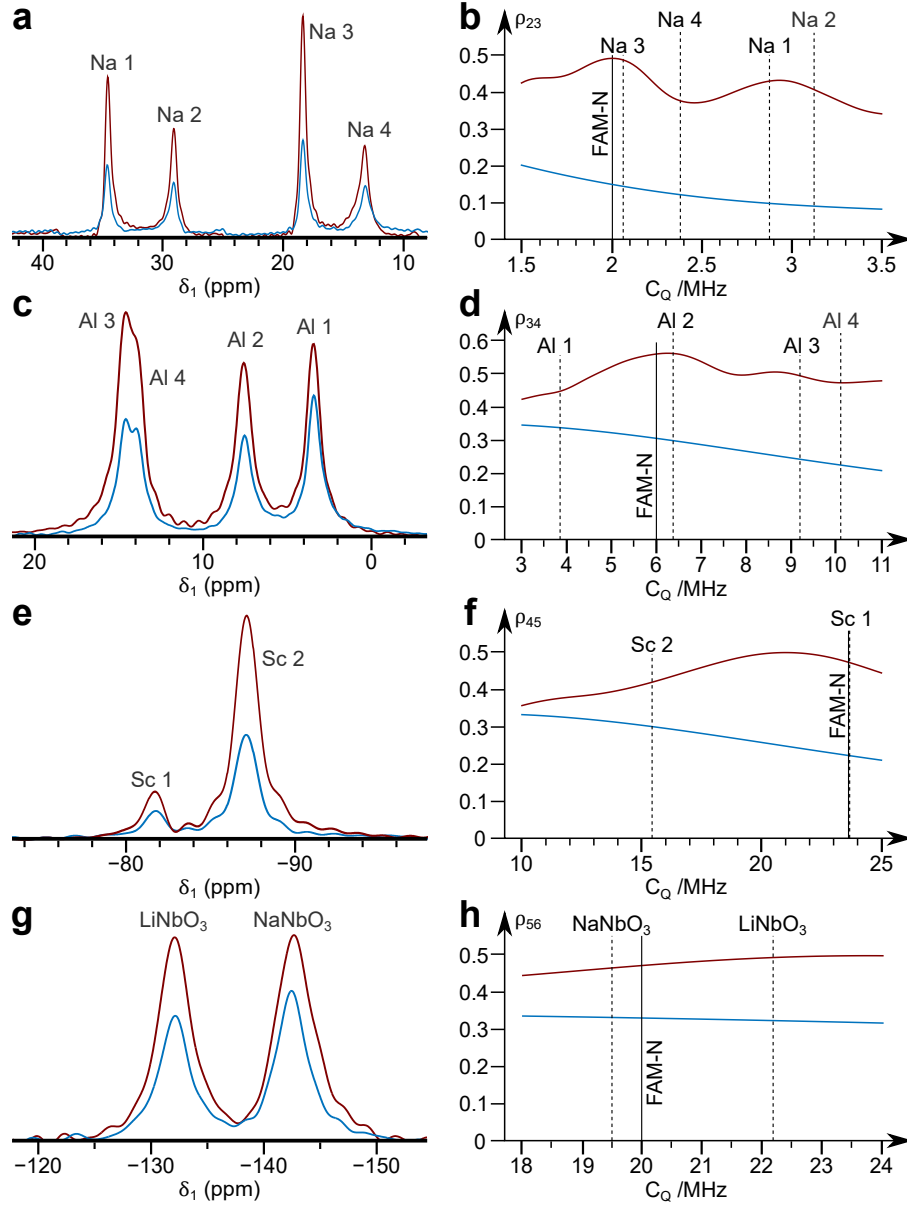 a
Na 1
Na 2
Na 3
Na 4
40 30 20 10
δ1 (ppm)
b
ρ23
Na 3
Na 4
Na 1
Na 2
FAM-N
0.5
0.4
0.3
0.2
0.1
0
1.5 2 2.5 3 3.5
CQ /MHz
c
Al 3
Al 4
Al 2
Al 1
20 10 0
δ1 (ppm)
d
ρ34
Al 1
Al 2
Al 3
Al 4
FAM-N
0.6
0.5
0.4
0.3
0.2
0.1
0
3 4 5 6 7 8 9 10 11
CQ /MHz
e
Sc 1
Sc 2
−80 −90
δ1 (ppm)
f
ρ45
Sc 2
Sc 1
FAM-N
0.5
0.4
0.3
0.2
0.1
0
10 15 20 25
CQ /MHz
g
LiNbO3
NaNbO3
−120 −130 −140 −150
δ1 (ppm)
h
ρ56
NaNbO3
LiNbO3
FAM-N
0.5
0.4
0.3
0.2
0.1
0
18 19 20 21 22 23 24
CQ /MHz